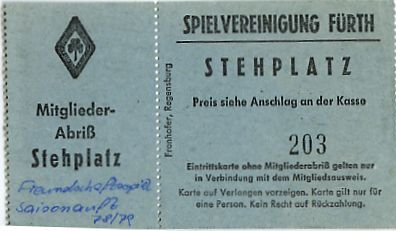 Mitglieder-
Abriß
Stehplatz
Freundschaftsspiel
Saisonauft.
78/79
Fronhofer, Regensburg
SPIELVEREINIGUNG FÜRTH
STEHPLATZ
Preis siehe Anschlag an der Kasse
203
Eintrittskarte ohne Mitgliederabriß gelten nur
in Verbindung mit dem Mitgliedsausweis.
Karte auf Verlangen vorzeigen. Karte gilt nur für
eine Person. Kein Recht auf Rückzahlung.